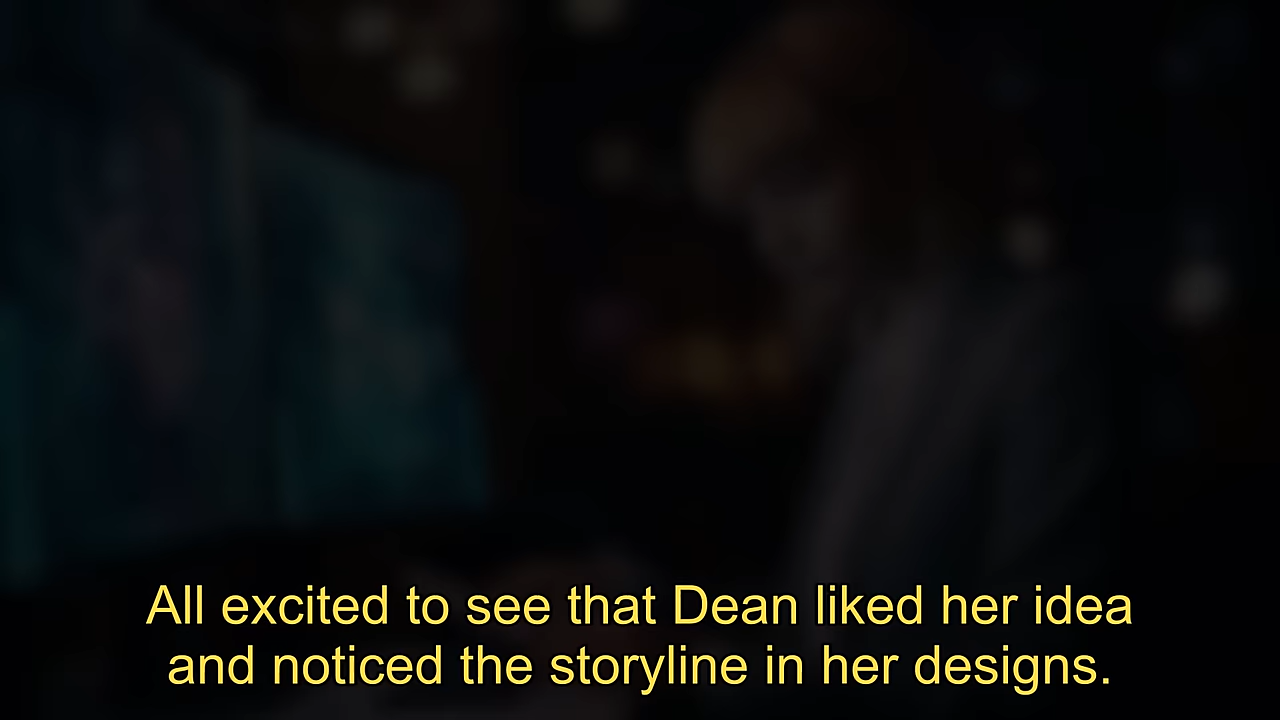 All excited to see that Dean liked her idea
and noticed the storyline in her designs.